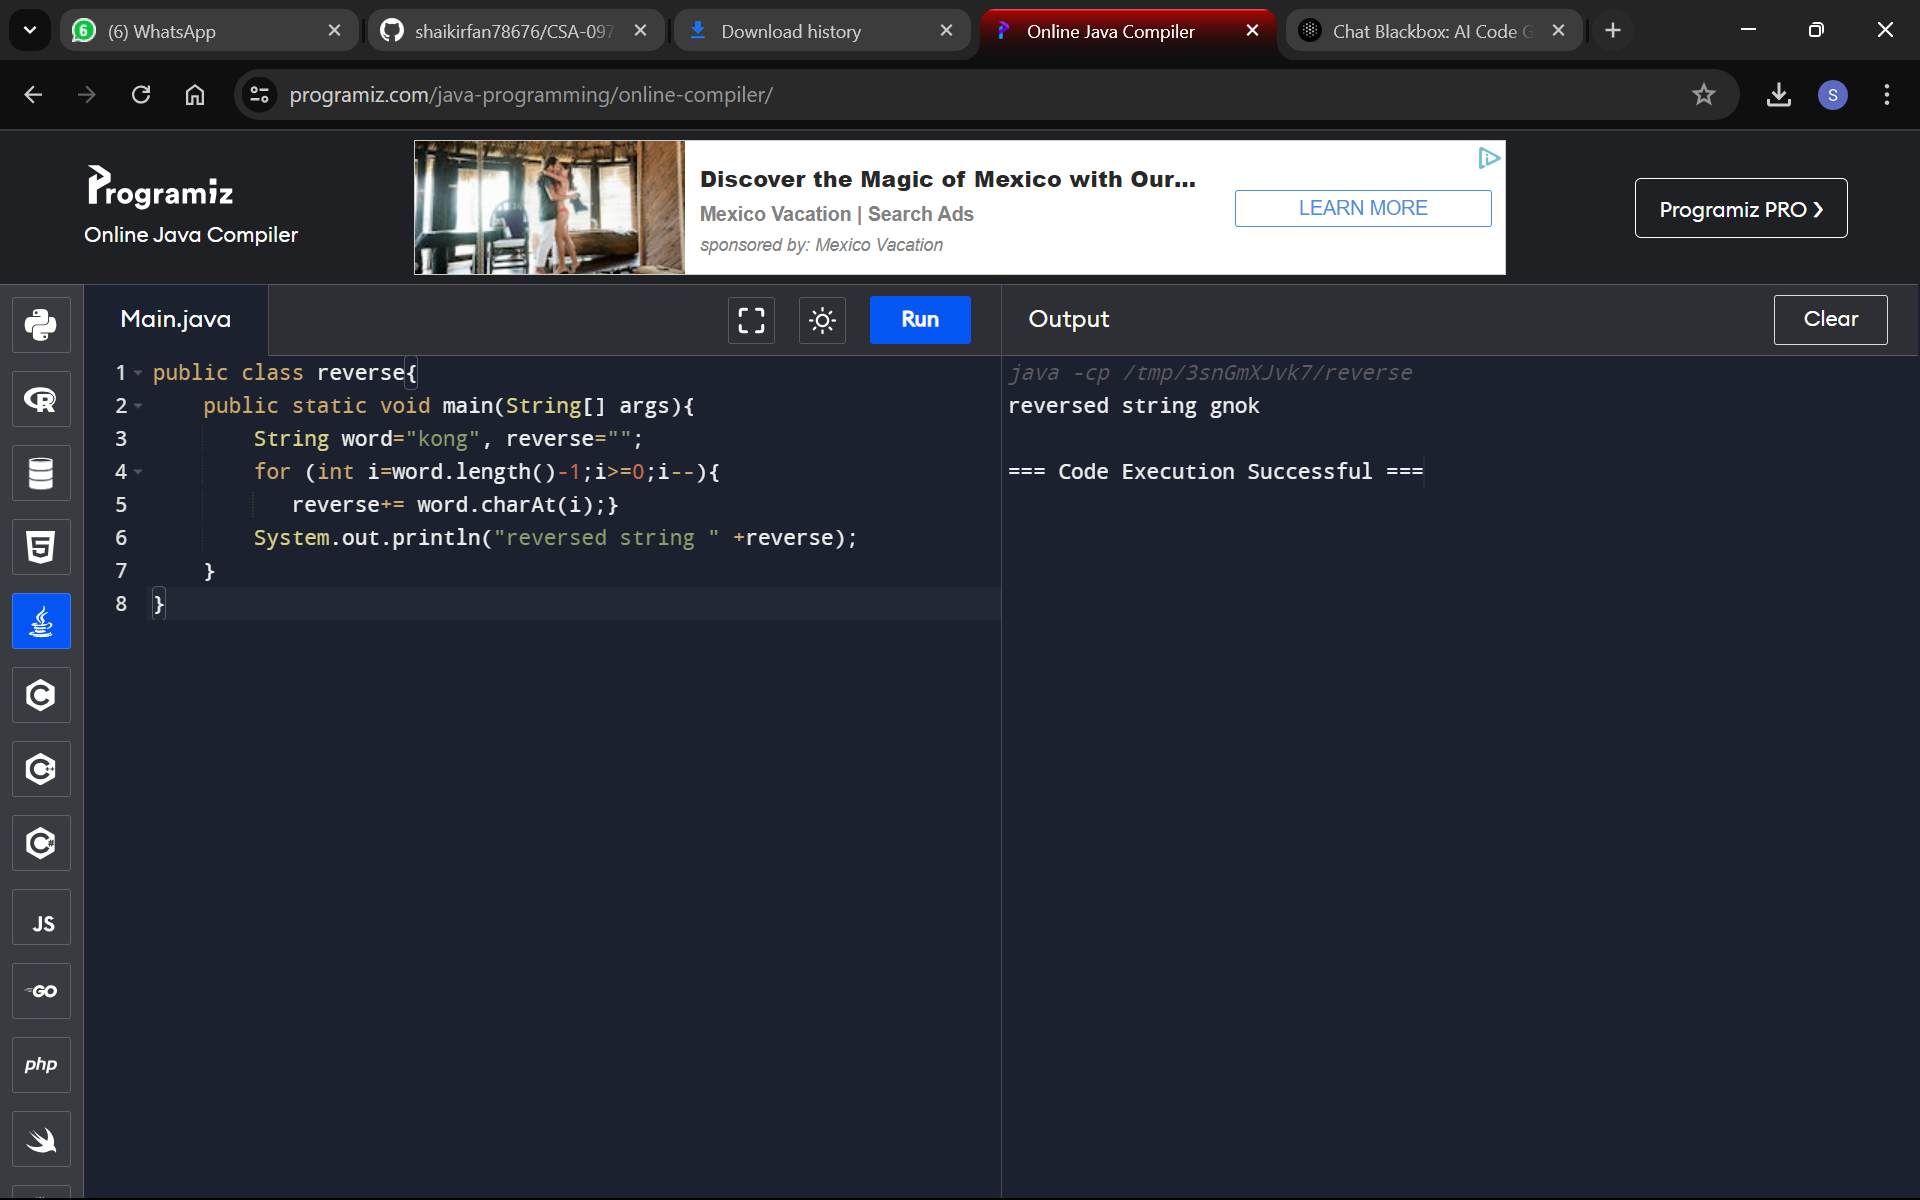 6 (6) WhatsApp
shaikirfan78676/CSA-097
Download history
Online Java Compiler
Chat Blackbox: AI Code G
programiz.com/java-programming/online-compiler/
S
Programiz
Online Java Compiler
Discover the Magic of Mexico with Our...
Mexico Vacation | Search Ads
sponsored by: Mexico Vacation
LEARN MORE
Programiz PRO ❯
Main.java
Run
Output
Clear
1 public class reverse{
2 public static void main(String[] args){
3 String word="kong", reverse="";
4 for (int i=word.length()-1;i>=0;i--){
5 reverse+= word.charAt(i);}
6 System.out.println("reversed string " +reverse);
7 }
8 }
java -cp /tmp/3snGmXJvk7/reverse
reversed string gnok
=== Code Execution Successful ===
R
5
C
C++
C#
JS
GO
php